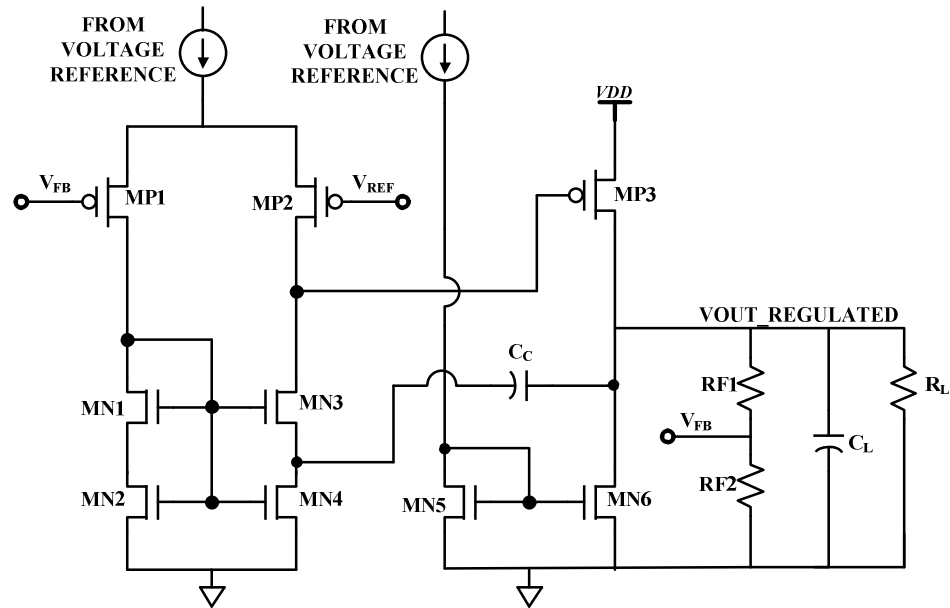 FROM
VOLTAGE
REFERENCE
FROM
VOLTAGE
REFERENCE
VDD
VFB
MP1
MP2
VREF
MP3
VOUT_REGULATED
CC
RF1
RL
MN1
MN3
VFB
CL
MN2
MN4
MN5
MN6
RF2